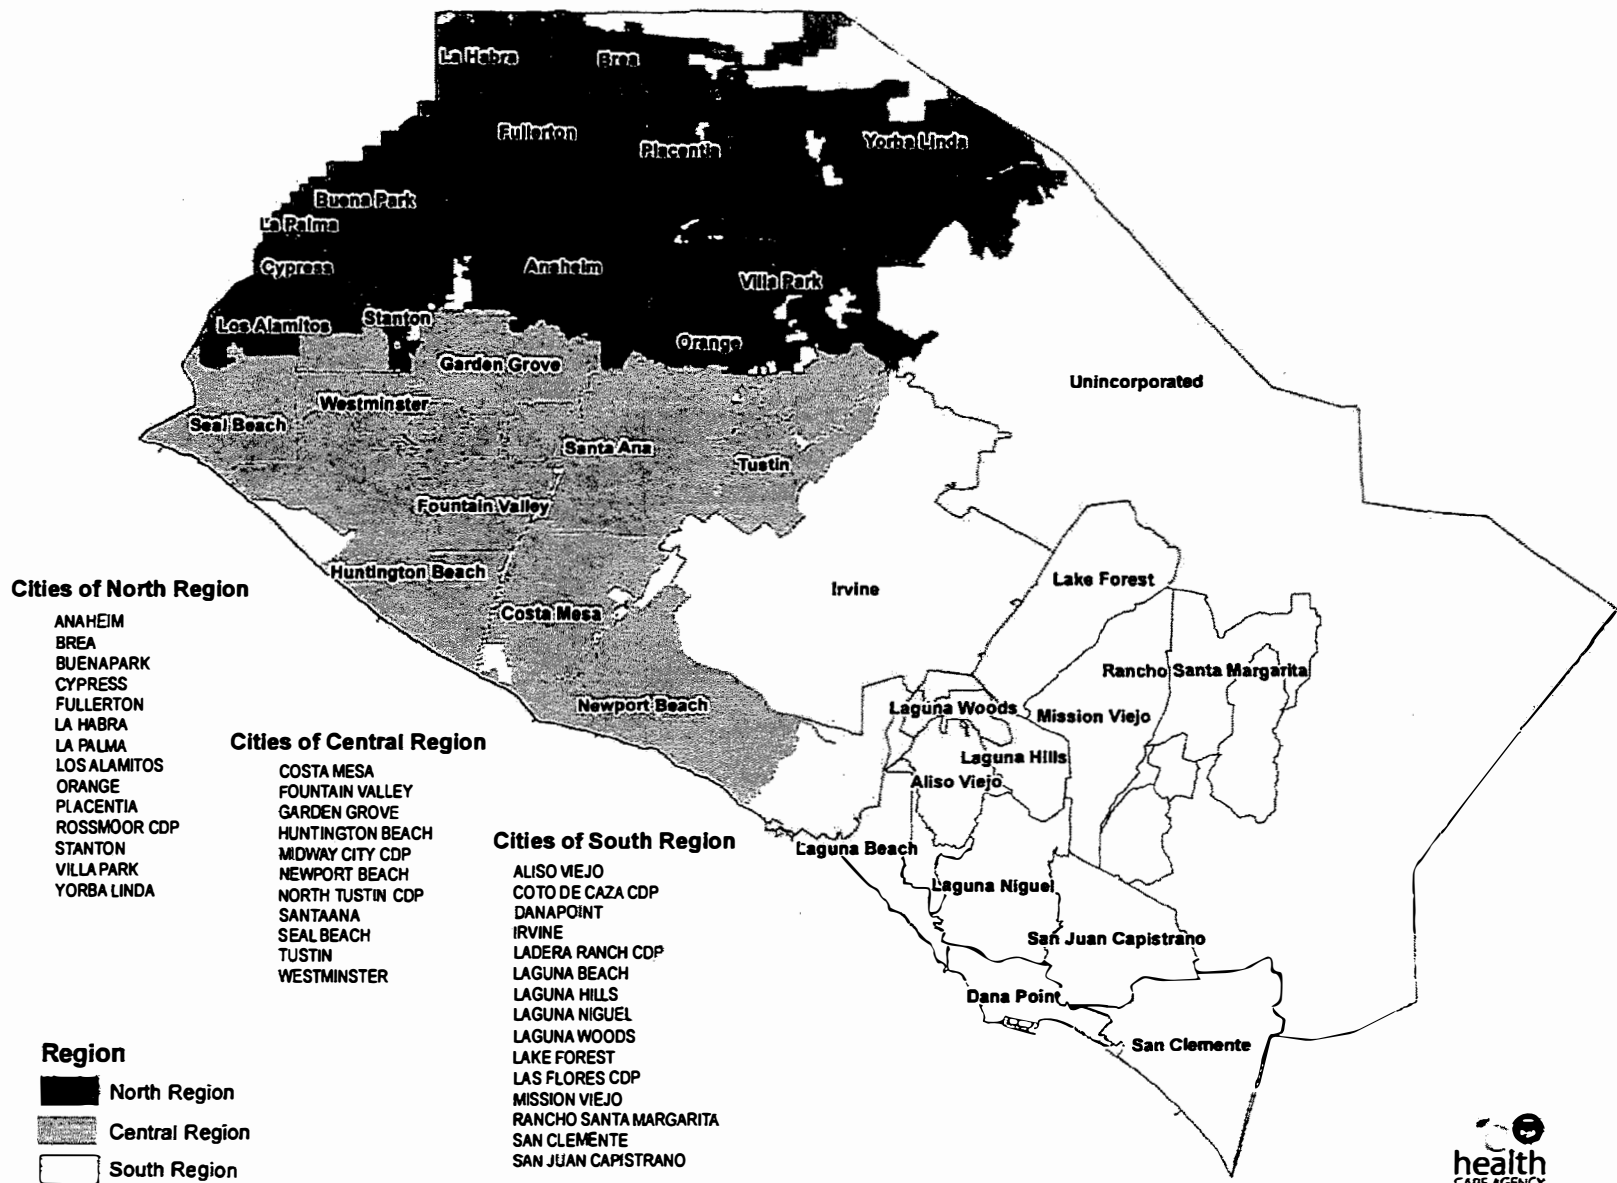 La Habra
Brea
Fullerton
Placentia
Yorba Linda
Buena Park
La Palma
Cypress
Anaheim
Villa Park
Los Alamitos
Stanton
Orange
Garden Grove
Unincorporated
Westminster
Seal Beach
Santa Ana
Tustin
Fountain Valley
Huntington Beach
Irvine
Lake Forest
Costa Mesa
Rancho Santa Margarita
Newport Beach
Laguna Woods
Mission Viejo
Laguna Hills
Aliso Viejo
Laguna Beach
Laguna Niguel
San Juan Capistrano
Dana Point
San Clemente
Cities of North Region
ANAHEIM
BREA
BUENAPARK
CYPRESS
FULLERTON
LA HABRA
LA PALMA
LOS ALAMITOS
ORANGE
PLACENTIA
ROSSMOOR CDP
STANTON
VILLA PARK
YORBA LINDA
Cities of Central Region
COSTA MESA
FOUNTAIN VALLEY
GARDEN GROVE
HUNTINGTON BEACH
MIDWAY CITY CDP
NEWPORT BEACH
NORTH TUSTIN CDP
SANTAANA
SEAL BEACH
TUSTIN
WESTMINSTER
Cities of South Region
ALISO VIEJO
COTO DE CAZA CDP
DANAPOINT
IRVINE
LADERA RANCH CDP
LAGUNA BEACH
LAGUNA HILLS
LAGUNA NIGUEL
LAGUNA WOODS
LAKE FOREST
LAS FLORES CDP
MISSION VIEJO
RANCHO SANTA MARGARITA
SAN CLEMENTE
SAN JUAN CAPISTRANO
Region
North Region
Central Region
South Region
health
CARE AGENCY